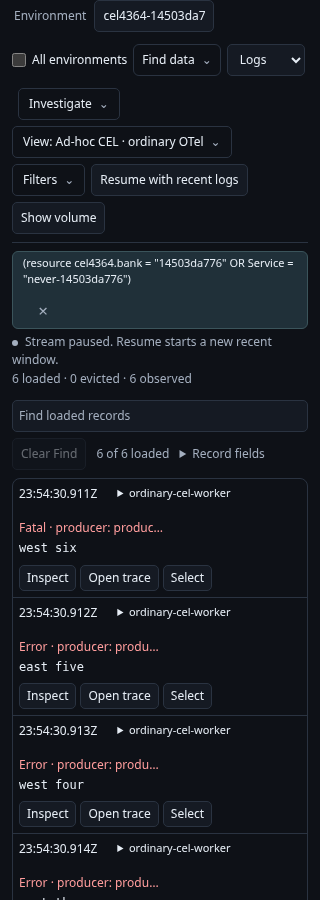 Environment cel4364-14503da7
All environments Find data Logs
Investigate
View: Ad-hoc CEL · ordinary OTel
Filters Resume with recent logs
Show volume
(resource cel4364.bank = "14503da776" OR Service =
"never-14503da776")
✕
Stream paused. Resume starts a new recent
window.
6 loaded · 0 evicted · 6 observed
Find loaded records
Clear Find 6 of 6 loaded ▶ Record fields
23:54:30.911Z ▶ ordinary-cel-worker
Fatal · producer: produc…
west six
Inspect Open trace Select
23:54:30.912Z ▶ ordinary-cel-worker
Error · producer: produ…
east five
Inspect Open trace Select
23:54:30.913Z ▶ ordinary-cel-worker
Error · producer: produ…
west four
Inspect Open trace Select
23:54:30.914Z ▶ ordinary-cel-worker
Error · producer: produ…